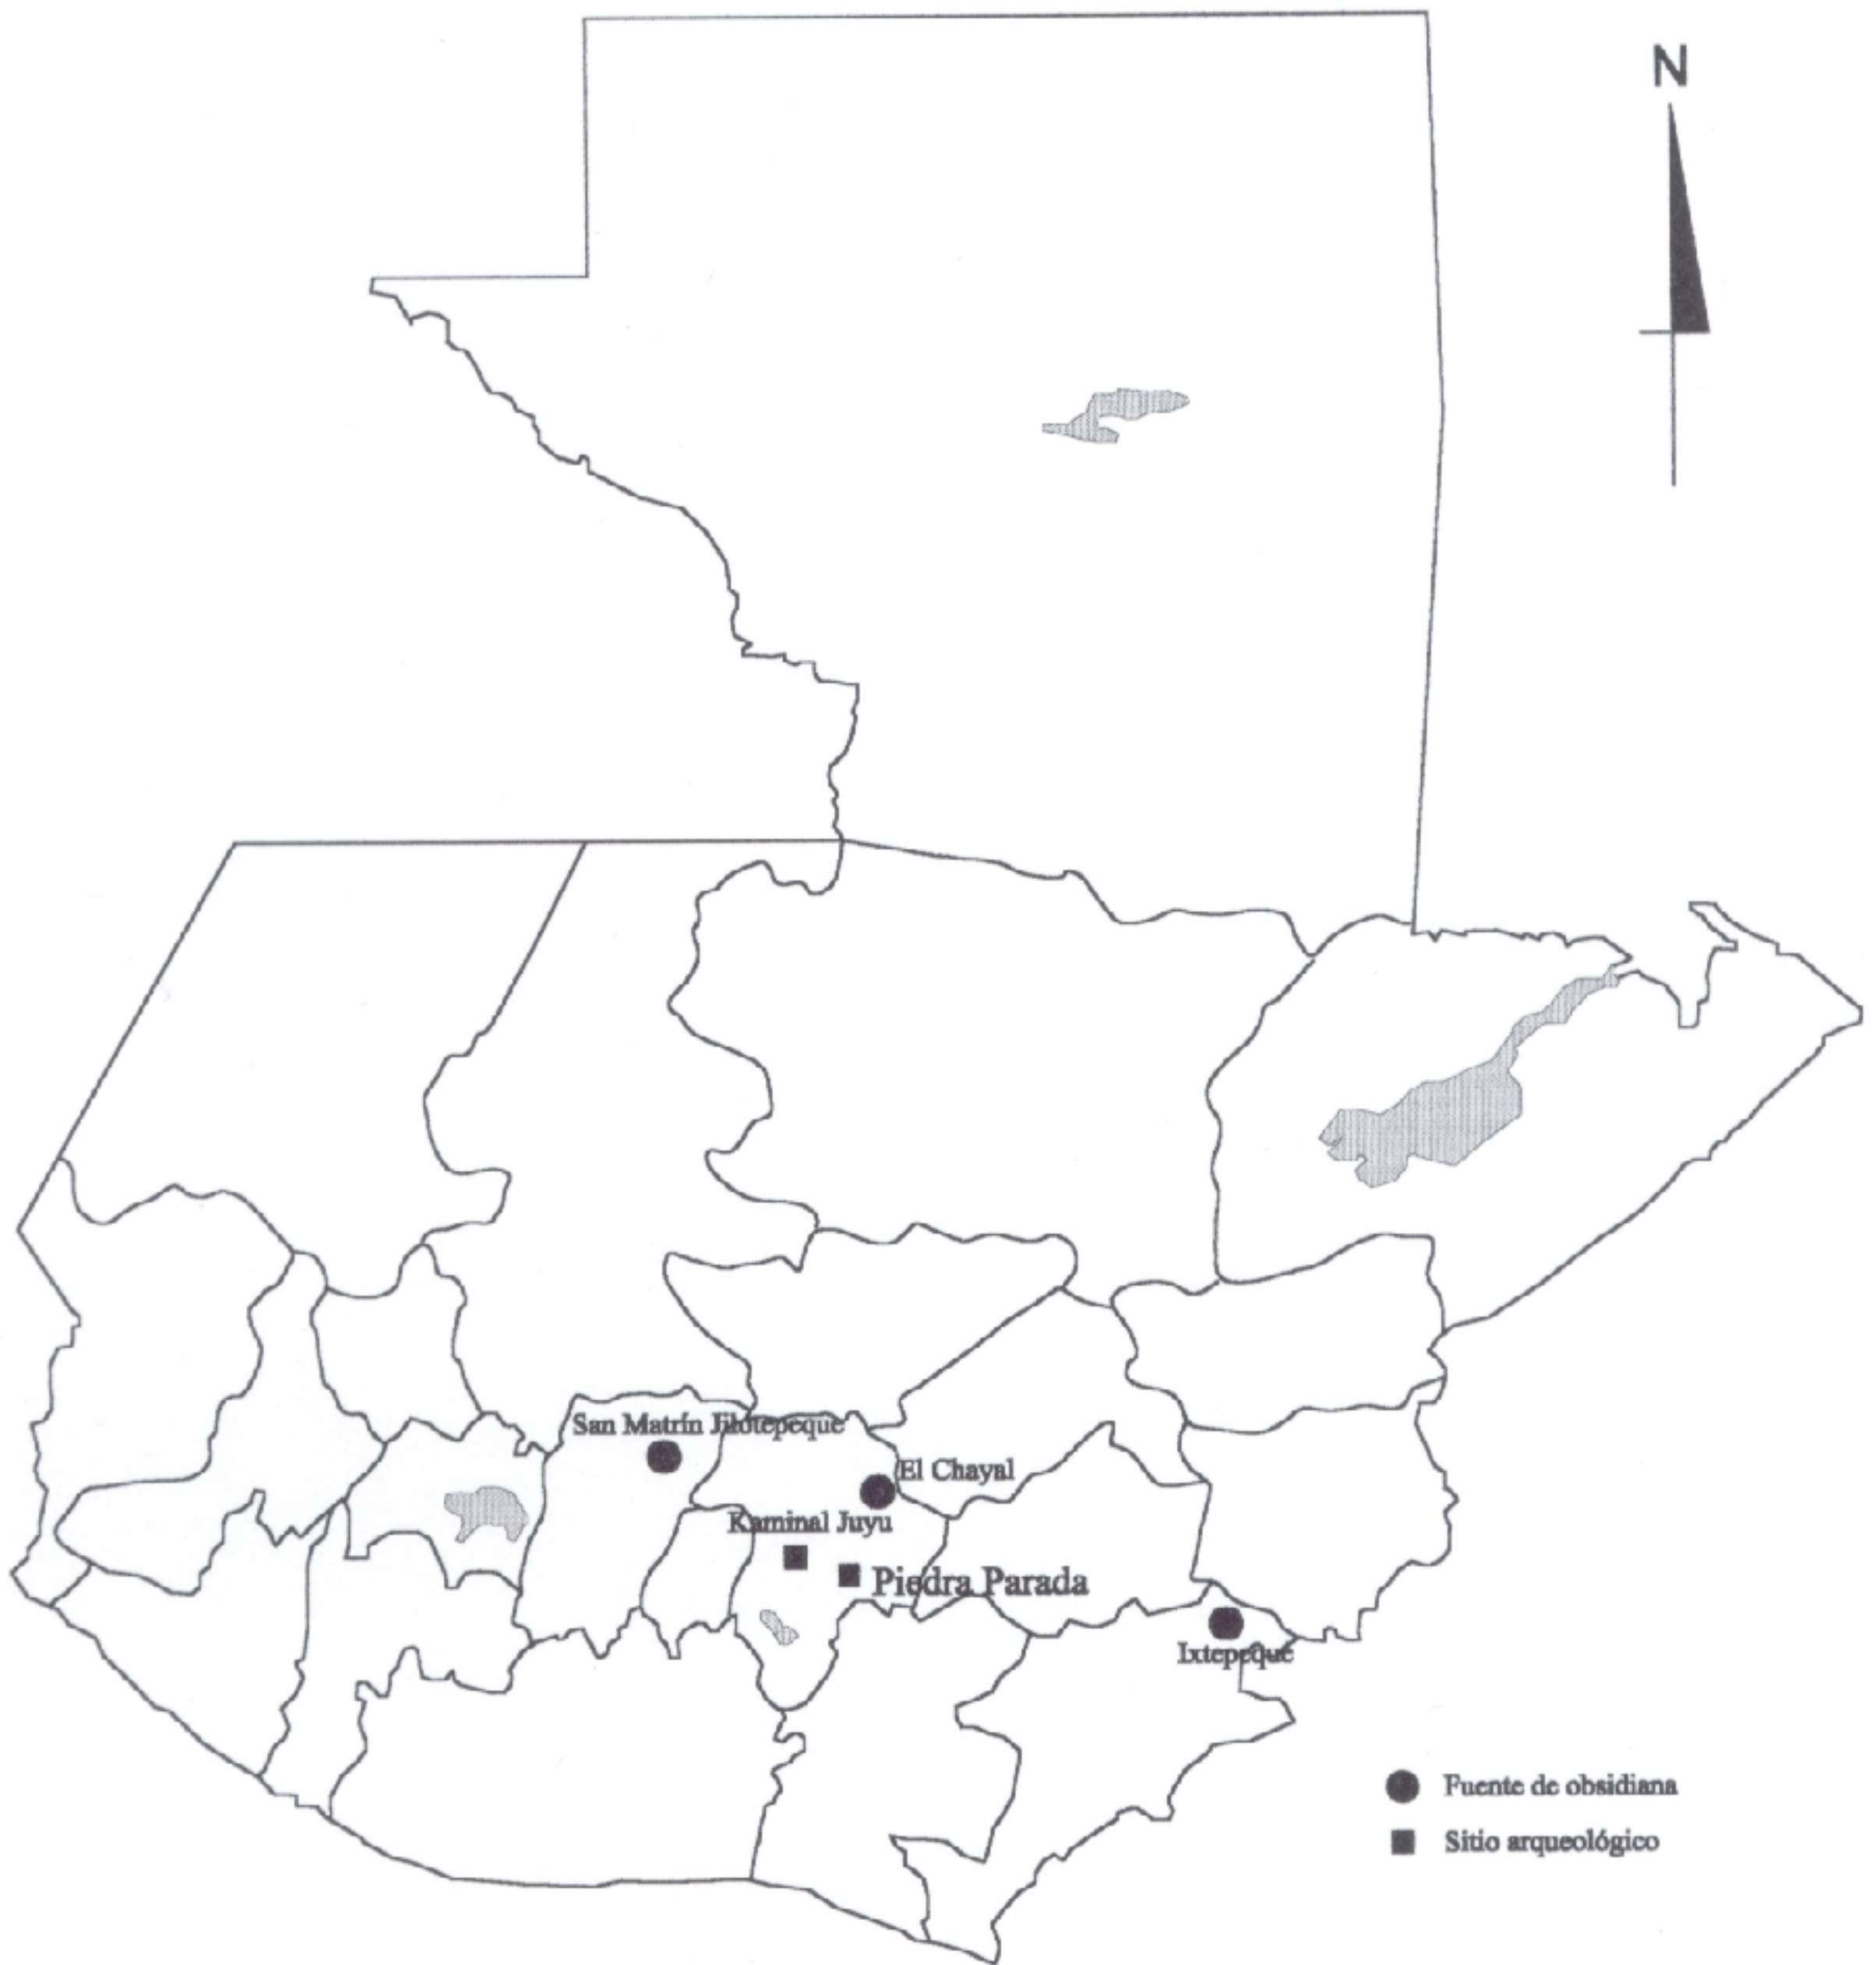 N
San Matrín Jilotepeque
El Chayal
Kaminal Juyu
Piedra Parada
Ixtepeque
Fuente de obsidiana
Sitio arqueológico